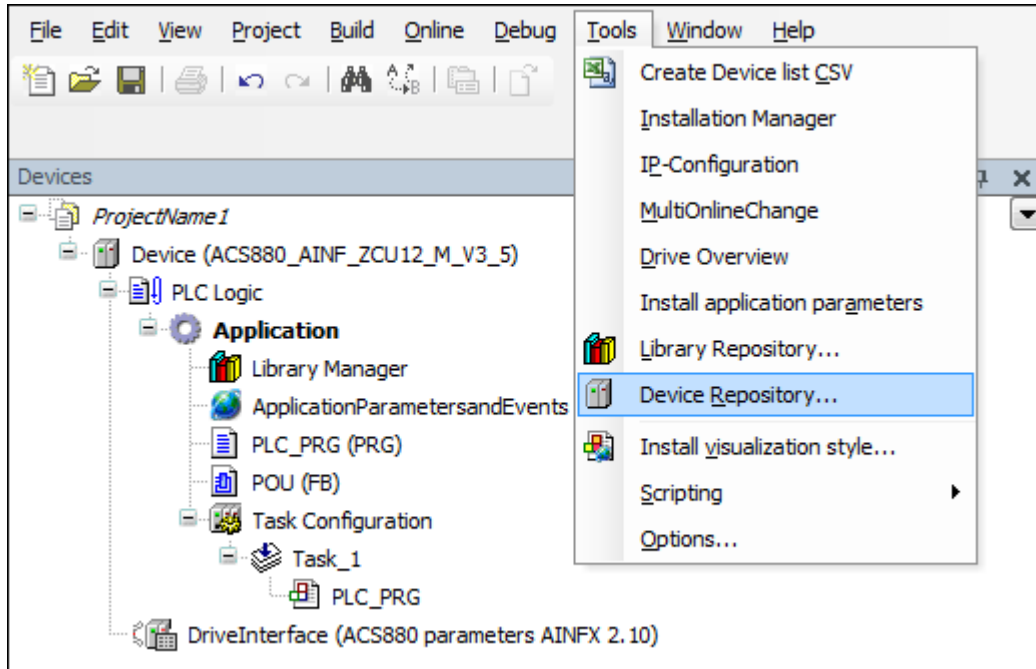 File Edit View Project Build Online Debug Tools Window Help
Create Device list CSV
Installation Manager
IP-Configuration
MultiOnlineChange
Drive Overview
Install application parameters
Library Repository...
Device Repository...
Install visualization style...
Scripting
Options...
Devices
ProjectName1
Device (ACS880_AINF_ZCU12_M_V3_5)
PLC Logic
Application
Library Manager
ApplicationParametersandEvents
PLC_PRG (PRG)
POU (FB)
Task Configuration
Task_1
PLC_PRG
DriveInterface (ACS880 parameters AINFX 2.10)